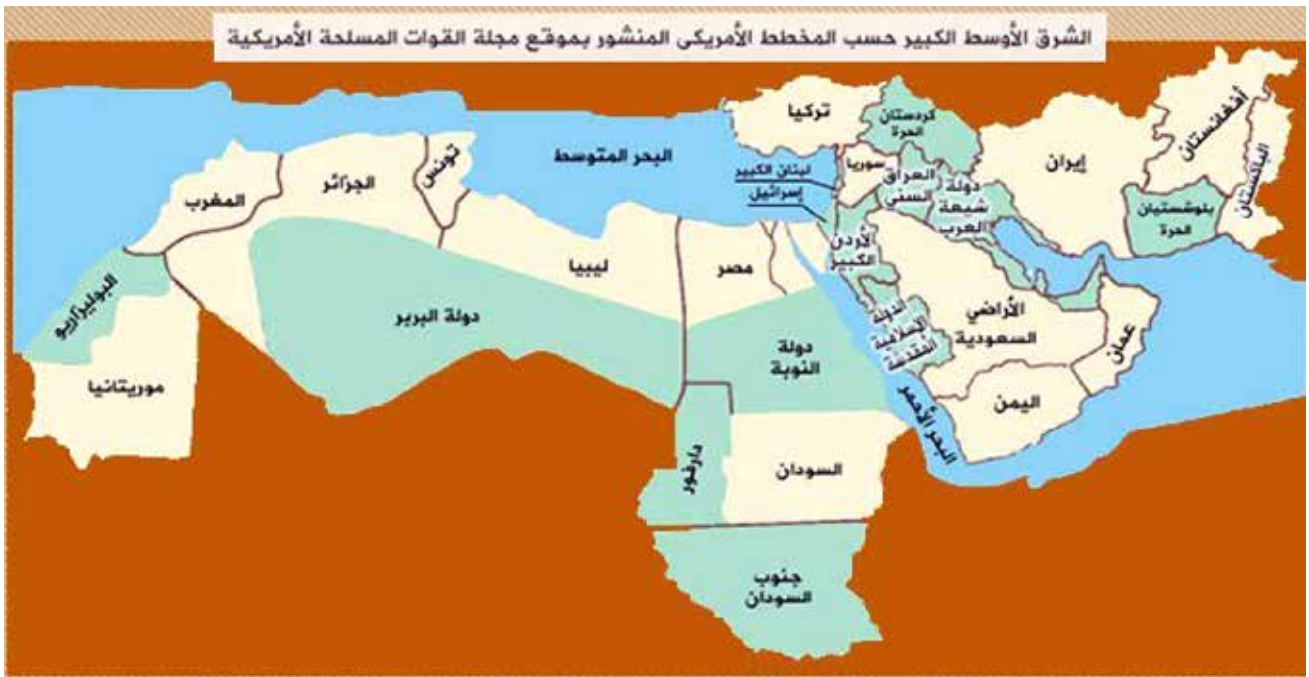 الشرق الأوسط الكبير حسب المخطط الأمريكى المنشور بموقع مجلة القوات المسلحة الأمريكية
أفغانستان
الباكستان
تركيا
كردستان
الحرة
إيران
بلوشستيان
الحرة
سوريا
العراق
السني
دولة
شيعة
العرب
لبنان الكبير
إسرائيل
الأردن
الكبير
البحر المتوسط
تونس
الجزائر
المغرب
ليبيا
مصر
البوليزاريو
دولة البربر
موريتانيا
دولة
النوبة
الدولة
الإسلامية
المقدسة
الأراضي
السعودية
عمان
اليمن
البحر الأحمر
دارفور
السودان
جنوب
السودان